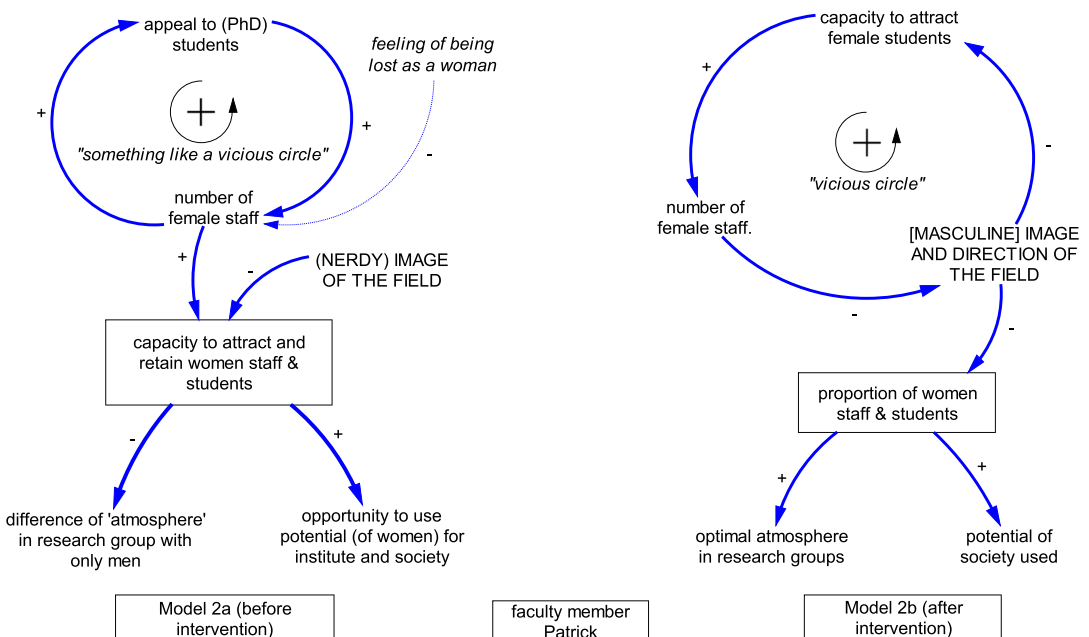 appeal to (PhD)
students
feeling of being
lost as a woman
+
+
+
"something like a vicious circle"
-
number of
female staff
+
-
(NERDY) IMAGE
OF THE FIELD
capacity to attract and
retain women staff &
students
-
+
difference of 'atmosphere'
in research group with
only men
opportunity to use
potential (of women) for
institute and society
Model 2a (before
intervention)
faculty member
Patrick
capacity to attract
female students
+
+
-
"vicious circle"
number of
female staff.
[MASCULINE] IMAGE
AND DIRECTION OF
THE FIELD
-
-
proportion of women
staff & students
+
+
optimal atmosphere
in research groups
potential of
society used
Model 2b (after
intervention)